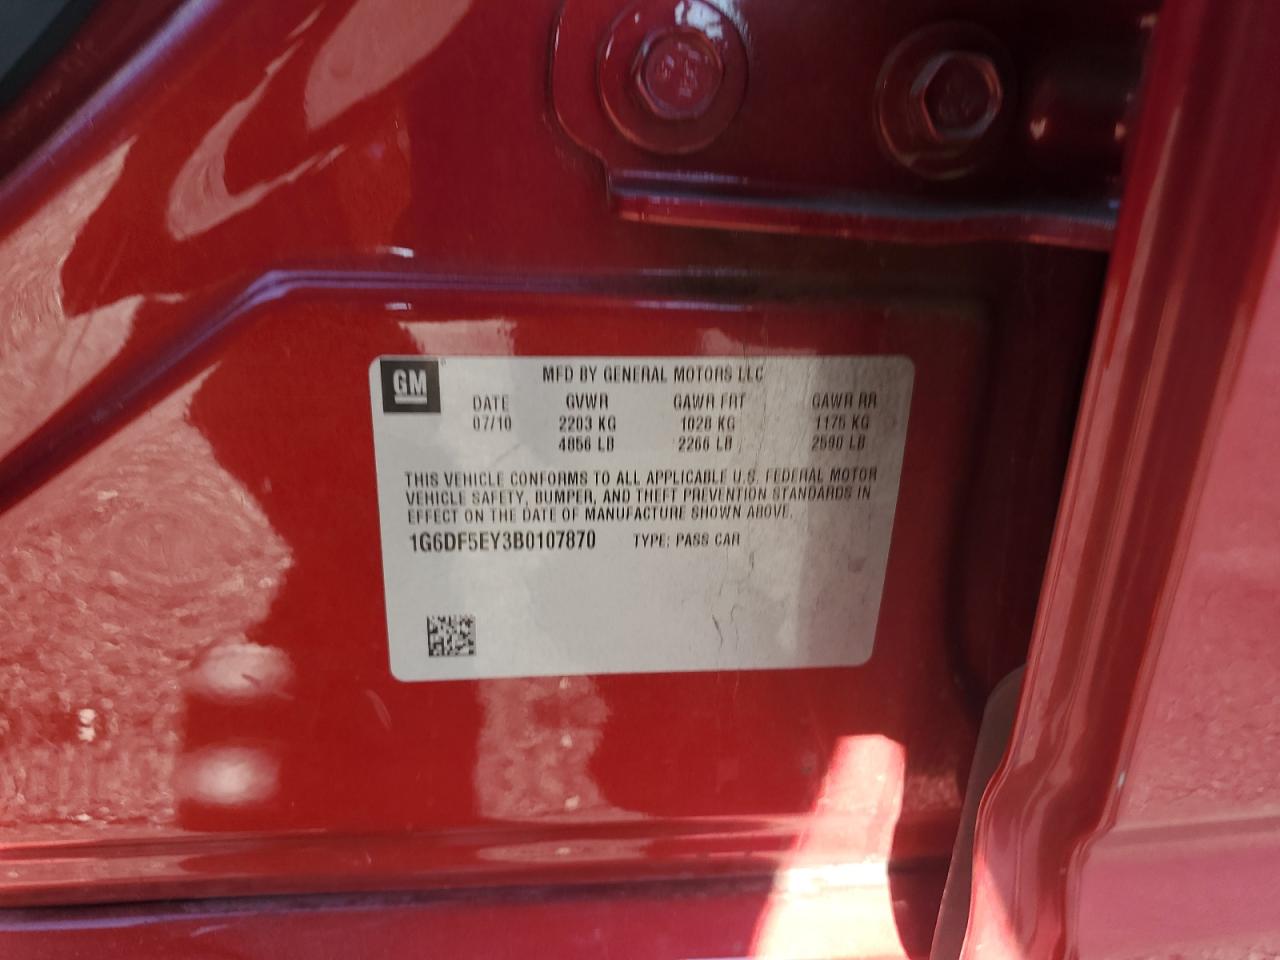 GM
MFD BY GENERAL MOTORS LLC
DATE GVWR GAWR FRT GAWR RR
07/10 2203 KG 1028 KG 1175 KG
4856 LB 2266 LB 2590 LB
THIS VEHICLE CONFORMS TO ALL APPLICABLE U.S. FEDERAL MOTOR
VEHICLE SAFETY, BUMPER, AND THEFT PREVENTION STANDARDS IN
EFFECT ON THE DATE OF MANUFACTURE SHOWN ABOVE.
1G6DF5EY3B0107870 TYPE: PASS CAR